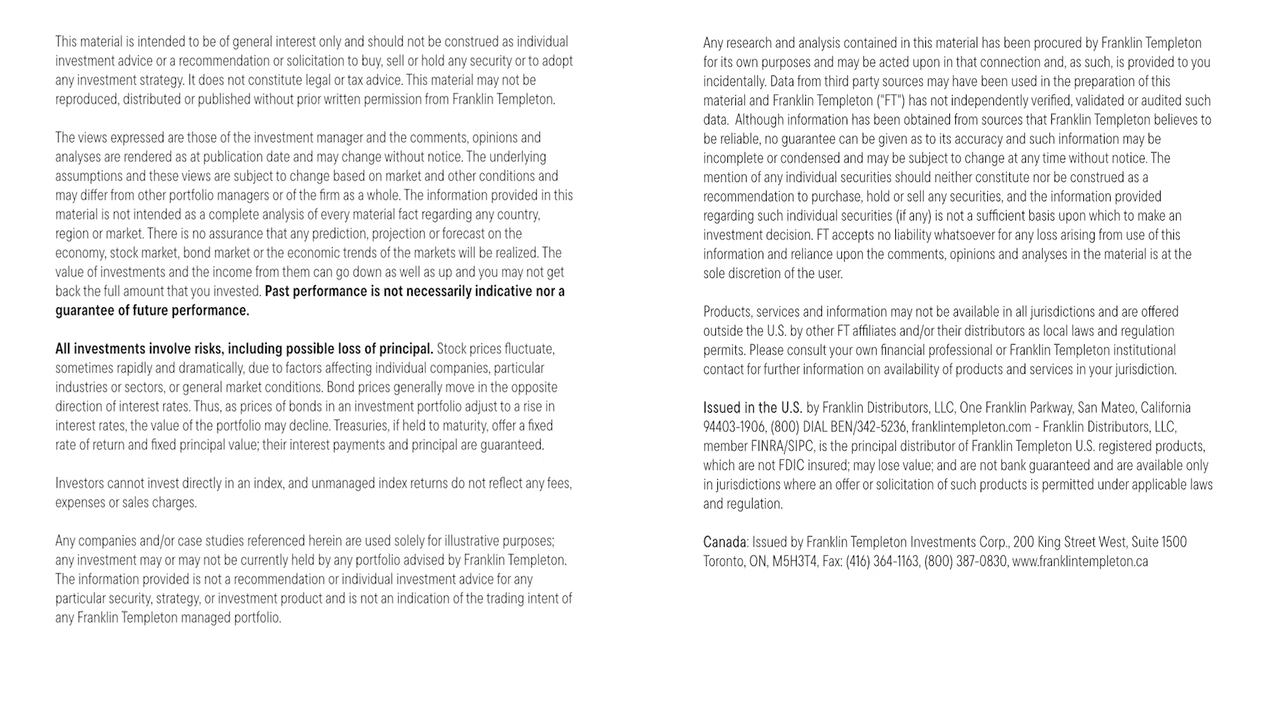 This material is intended to be of general interest only and should not be construed as individual
investment advice or a recommendation or solicitation to buy, sell or hold any security or to adopt
any investment strategy. It does not constitute legal or tax advice. This material may not be
reproduced, distributed or published without prior written permission from Franklin Templeton.
The views expressed are those of the investment manager and the comments, opinions and
analyses are rendered as at publication date and may change without notice. The underlying
assumptions and these views are subject to change based on market and other conditions and
may differ from other portfolio managers or of the firm as a whole. The information provided in this
material is not intended as a complete analysis of every material fact regarding any country,
region or market. There is no assurance that any prediction, projection or forecast on the
economy, stock market, bond market or the economic trends of the markets will be realized. The
value of investments and the income from them can go down as well as up and you may not get
back the full amount that you invested. Past performance is not necessarily indicative nor a
guarantee of future performance.
All investments involve risks, including possible loss of principal. Stock prices fluctuate,
sometimes rapidly and dramatically, due to factors affecting individual companies, particular
industries or sectors, or general market conditions. Bond prices generally move in the opposite
direction of interest rates. Thus, as prices of bonds in an investment portfolio adjust to a rise in
interest rates, the value of the portfolio may decline. Treasuries, if held to maturity, offer a fixed
rate of return and fixed principal value; their interest payments and principal are guaranteed.
Investors cannot invest directly in an index, and unmanaged index returns do not reflect any fees,
expenses or sales charges.
Any companies and/or case studies referenced herein are used solely for illustrative purposes;
any investment may or may not be currently held by any portfolio advised by Franklin Templeton.
The information provided is not a recommendation or individual investment advice for any
particular security, strategy, or investment product and is not an indication of the trading intent of
any Franklin Templeton managed portfolio.
Any research and analysis contained in this material has been procured by Franklin Templeton
for its own purposes and may be acted upon in that connection and, as such, is provided to you
incidentally. Data from third party sources may have been used in the preparation of this
material and Franklin Templeton ("FT") has not independently verified, validated or audited such
data.  Although information has been obtained from sources that Franklin Templeton believes to
be reliable, no guarantee can be given as to its accuracy and such information may be
incomplete or condensed and may be subject to change at any time without notice. The
mention of any individual securities should neither constitute nor be construed as a
recommendation to purchase, hold or sell any securities, and the information provided
regarding such individual securities (if any) is not a sufficient basis upon which to make an
investment decision. FT accepts no liability whatsoever for any loss arising from use of this
information and reliance upon the comments, opinions and analyses in the material is at the
sole discretion of the user.
Products, services and information may not be available in all jurisdictions and are offered
outside the U.S. by other FT affiliates and/or their distributors as local laws and regulation
permits. Please consult your own financial professional or Franklin Templeton institutional
contact for further information on availability of products and services in your jurisdiction.
Issued in the U.S. by Franklin Distributors, LLC, One Franklin Parkway, San Mateo, California
94403-1906, (800) DIAL BEN/342-5236, franklintempleton.com - Franklin Distributors, LLC,
member FINRA/SIPC, is the principal distributor of Franklin Templeton U.S. registered products,
which are not FDIC insured; may lose value; and are not bank guaranteed and are available only
in jurisdictions where an offer or solicitation of such products is permitted under applicable laws
and regulation.
Canada: Issued by Franklin Templeton Investments Corp., 200 King Street West, Suite 1500
Toronto, ON, M5H3T4, Fax: (416) 364-1163, (800) 387-0830, www.franklintempleton.ca